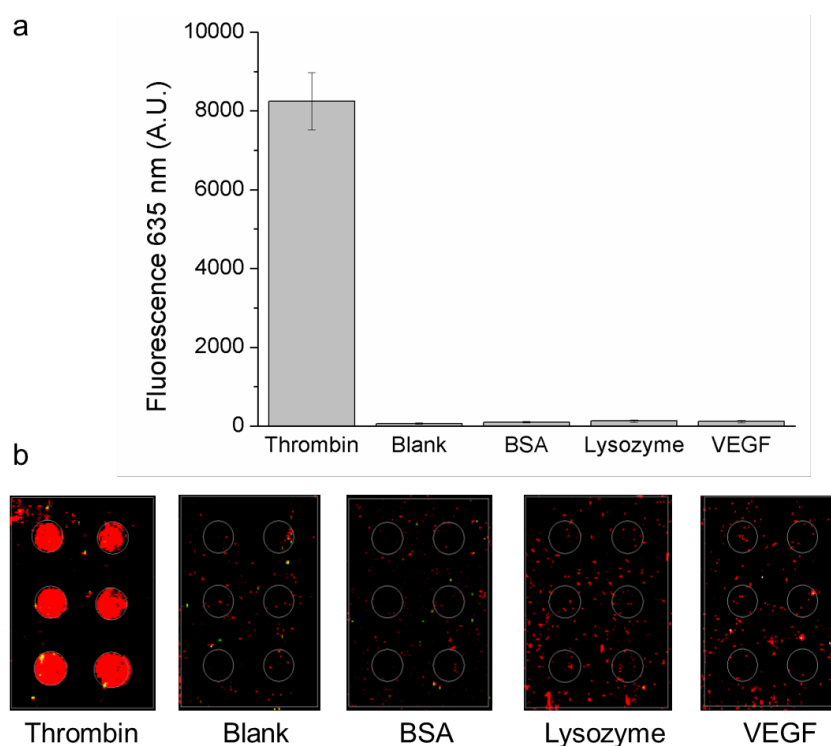 a
Fluorescence 635 nm (A.U.)
10000
8000
6000
4000
2000
0
Thrombin Blank BSA Lysozyme VEGF
b
Thrombin Blank BSA Lysozyme VEGF